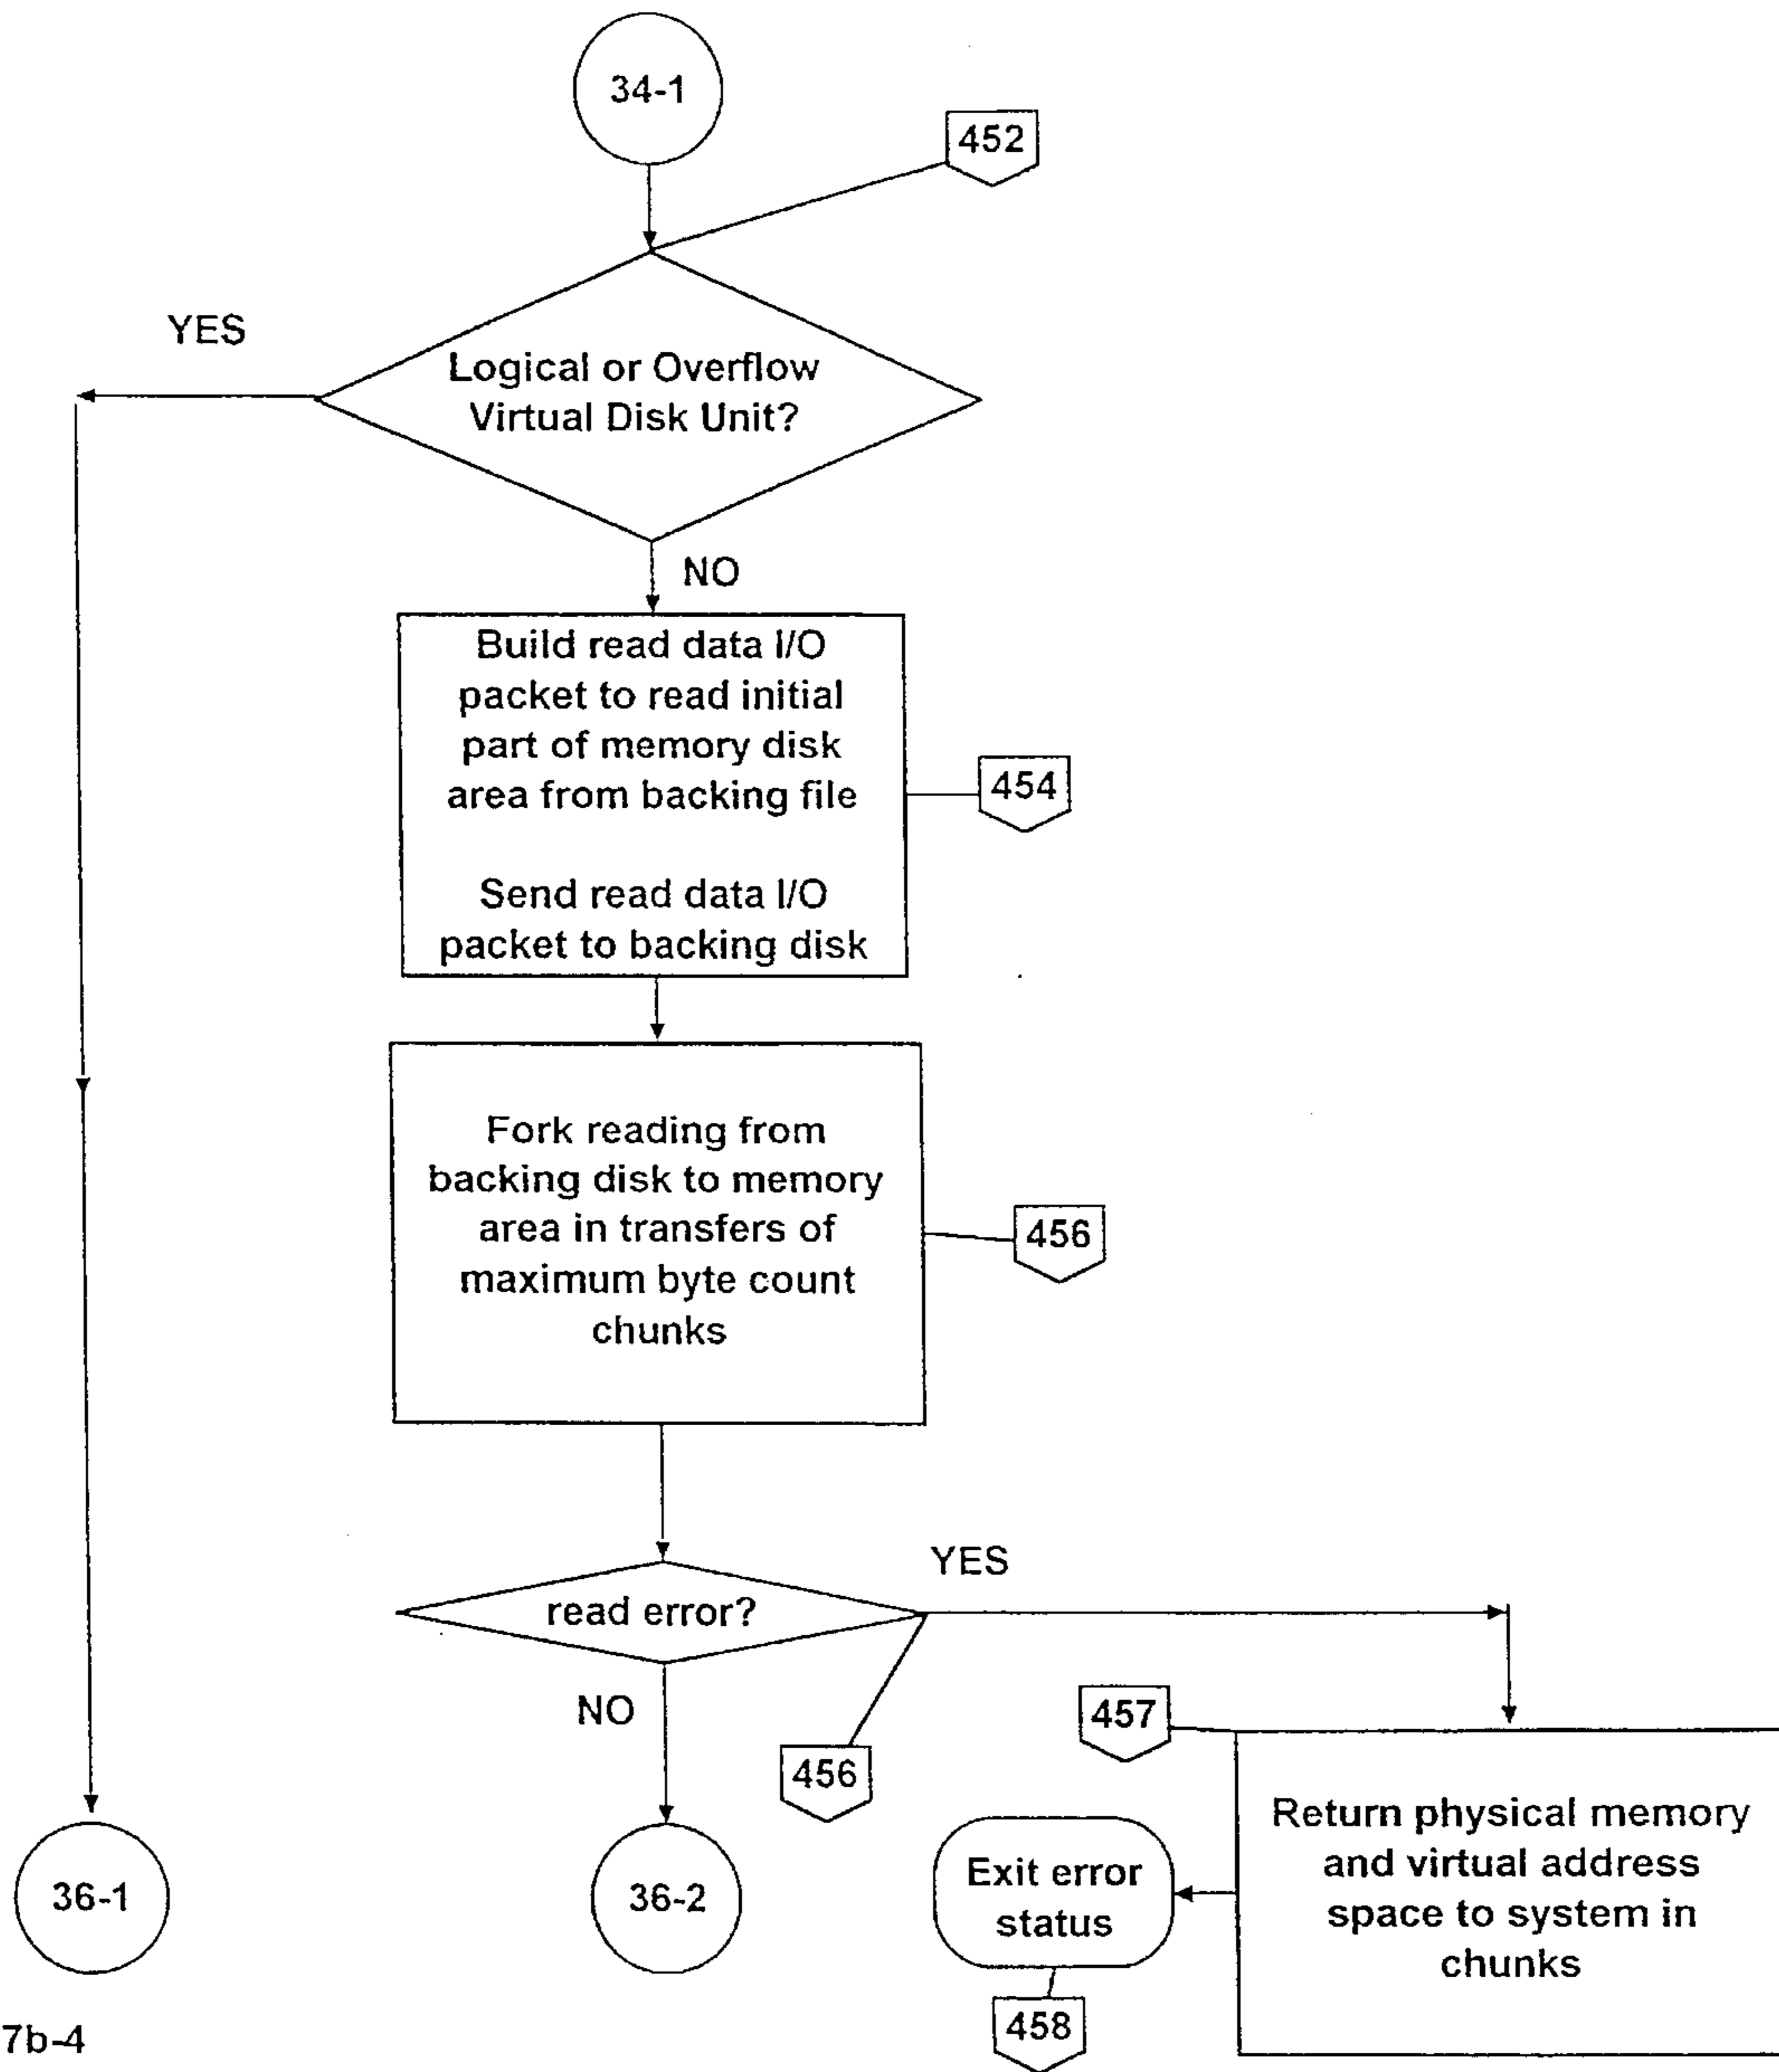 34-1
452
YES
Logical or Overflow
Virtual Disk Unit?
NO
Build read data I/O
packet to read initial
part of memory disk
area from backing file
454
Send read data I/O
packet to backing disk
Fork reading from
backing disk to memory
area in transfers of
maximum byte count
chunks
456
YES
read error?
NO
457
456
Return physical memory
and virtual address
space to system in
chunks
Exit error
status
36-1
36-2
458
7b-4